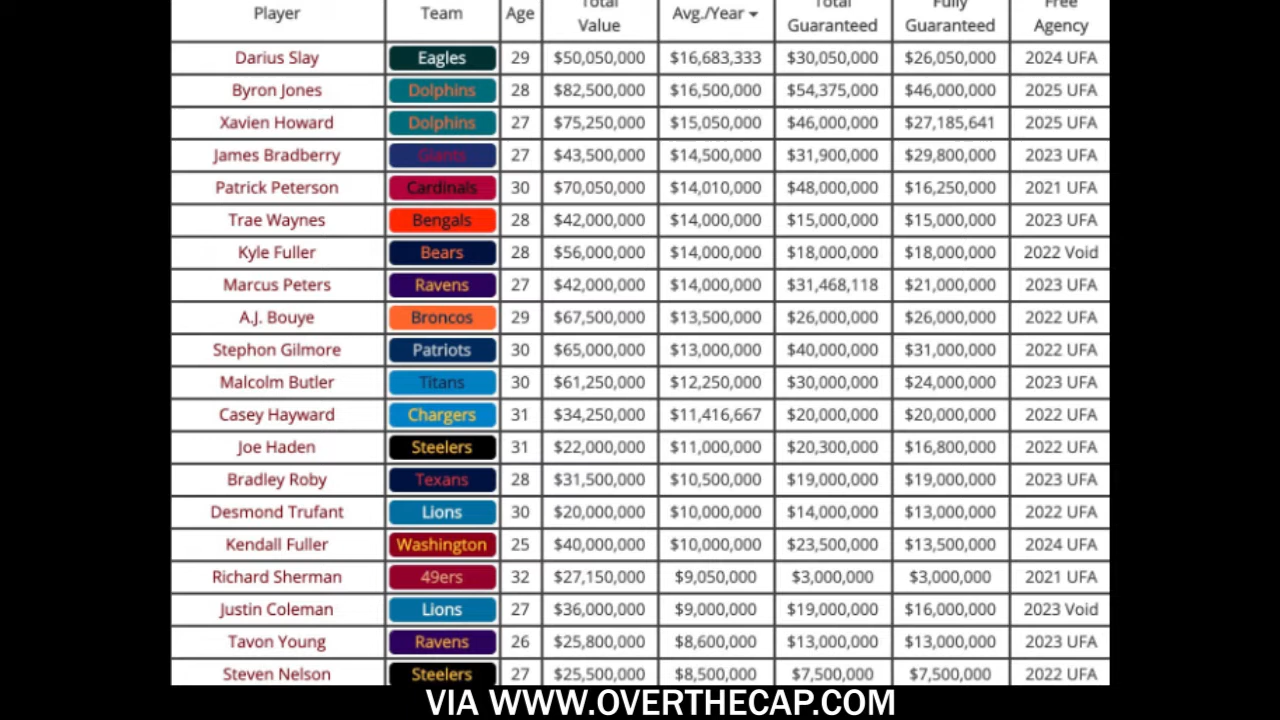 Player Team Age Total Value Avg./Year Total Guaranteed Fully Guaranteed Free Agency
Darius Slay Eagles 29 $50,050,000 $16,683,333 $30,050,000 $26,050,000 2024 UFA
Byron Jones Dolphins 28 $82,500,000 $16,500,000 $54,375,000 $46,000,000 2025 UFA
Xavien Howard Dolphins 27 $75,250,000 $15,050,000 $46,000,000 $27,185,641 2025 UFA
James Bradberry Giants 27 $43,500,000 $14,500,000 $31,900,000 $29,800,000 2023 UFA
Patrick Peterson Cardinals 30 $70,050,000 $14,010,000 $48,000,000 $16,250,000 2021 UFA
Trae Waynes Bengals 28 $42,000,000 $14,000,000 $15,000,000 $15,000,000 2023 UFA
Kyle Fuller Bears 28 $56,000,000 $14,000,000 $18,000,000 $18,000,000 2022 Void
Marcus Peters Ravens 27 $42,000,000 $14,000,000 $31,468,118 $21,000,000 2023 UFA
A.J. Bouye Broncos 29 $67,500,000 $13,500,000 $26,000,000 $26,000,000 2022 UFA
Stephon Gilmore Patriots 30 $65,000,000 $13,000,000 $40,000,000 $31,000,000 2022 UFA
Malcolm Butler Titans 30 $61,250,000 $12,250,000 $30,000,000 $24,000,000 2023 UFA
Casey Hayward Chargers 31 $34,250,000 $11,416,667 $20,000,000 $20,000,000 2022 UFA
Joe Haden Steelers 31 $22,000,000 $11,000,000 $20,300,000 $16,800,000 2022 UFA
Bradley Roby Texans 28 $31,500,000 $10,500,000 $19,000,000 $19,000,000 2023 UFA
Desmond Trufant Lions 30 $20,000,000 $10,000,000 $14,000,000 $13,000,000 2022 UFA
Kendall Fuller Washington 25 $40,000,000 $10,000,000 $23,500,000 $13,500,000 2024 UFA
Richard Sherman 49ers 32 $27,150,000 $9,050,000 $3,000,000 $3,000,000 2021 UFA
Justin Coleman Lions 27 $36,000,000 $9,000,000 $19,000,000 $16,000,000 2023 Void
Tavon Young Ravens 26 $25,800,000 $8,600,000 $13,000,000 $13,000,000 2023 UFA
Steven Nelson Steelers 27 $25,500,000 $8,500,000 $7,500,000 $7,500,000 2022 UFA
VIA WWW.OVERTHECAP.COM